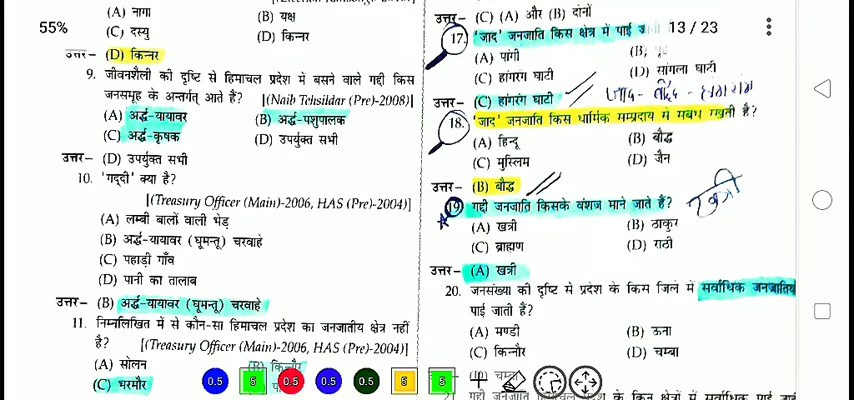 55%
13 / 23
(A) नागा (B) यक्ष
(C) दस्यु (D) किन्नर
उत्तर– (D) किन्नर
9. जीवनशैली की दृष्टि से हिमाचल प्रदेश में बसने वाले गद्दी किस
जनसमूह के अन्तर्गत आते हैं? [(Naib Tehsildar (Pre)-2008)]
(A) अर्द्ध-यायावर (B) अर्द्ध-पशुपालक
(C) अर्द्ध-कृषक (D) उपर्युक्त सभी
उत्तर– (D) उपर्युक्त सभी
10. 'गद्दी' क्या है?
[(Treasury Officer (Main)-2006, HAS (Pre)-2004)]
(A) लम्बी बालों वाली भेड़
(B) अर्द्ध-यायावर (घूमन्तू) चरवाहे
(C) पहाड़ी गाँव
(D) पानी का तालाब
उत्तर– (B) अर्द्ध-यायावर (घूमन्तू) चरवाहे
11. निम्नलिखित में से कौन-सा हिमाचल प्रदेश का जनजातीय क्षेत्र नहीं
है? [(Treasury Officer (Main)-2006, HAS (Pre)-2004)]
(A) सोलन (B) किन्नौर
(C) भरमौर
उत्तर– (C) (A) और (B) दोनों
17. 'जाद' जनजाति किस क्षेत्र में पाई
(A) पांगी (B)
(C) हांगरंग घाटी (D) सांगला घाटी
उत्तर– (C) हांगरंग घाटी
18. 'जाद' जनजाति किस धार्मिक सम्प्रदाय से संबंध रखती है?
(A) हिन्दू (B) बौद्ध
(C) मुस्लिम (D) जैन
उत्तर– (B) बौद्ध
19. गद्दी जनजाति किसके वंशज माने जाते हैं?
(A) खत्री (B) ठाकुर
(C) ब्राह्मण (D) राठी
उत्तर– (A) खत्री
20. जनसंख्या की दृष्टि से प्रदेश के किस जिले में सर्वाधिक जनजातिय
पाई जाती हैं?
(A) मण्डी (B) ऊना
(C) किन्नौर (D) चम्बा
(D) चम्बा
0.5 5 0.5 0.5 0.5 5 5